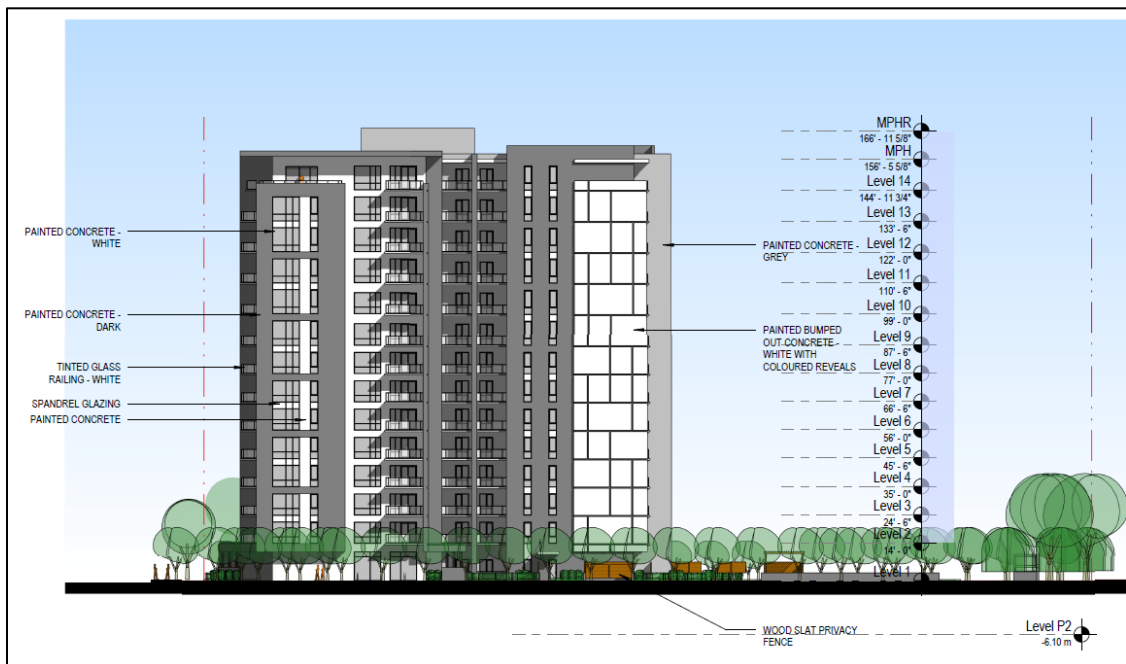 MPHR
166' - 11 5/8"
MPH
156' - 5 5/8"
Level 14
144' - 11 3/4"
Level 13
133' - 6"
Level 12
122' - 0"
Level 11
110' - 6"
Level 10
99' - 0"
Level 9
87' - 6"
Level 8
77' - 0"
Level 7
66' - 6"
Level 6
56' - 0"
Level 5
45' - 6"
Level 4
35' - 0"
Level 3
24' - 6"
Level 2
14' - 0"
Level 1
PAINTED CONCRETE -
WHITE
PAINTED CONCRETE -
DARK
TINTED GLASS
RAILING - WHITE
SPANDREL GLAZING
PAINTED CONCRETE
PAINTED CONCRETE -
GREY
PAINTED BUMPED
OUT CONCRETE -
WHITE WITH
COLOURED REVEALS
WOOD SLAT PRIVACY
FENCE
Level P2
-6.10 m